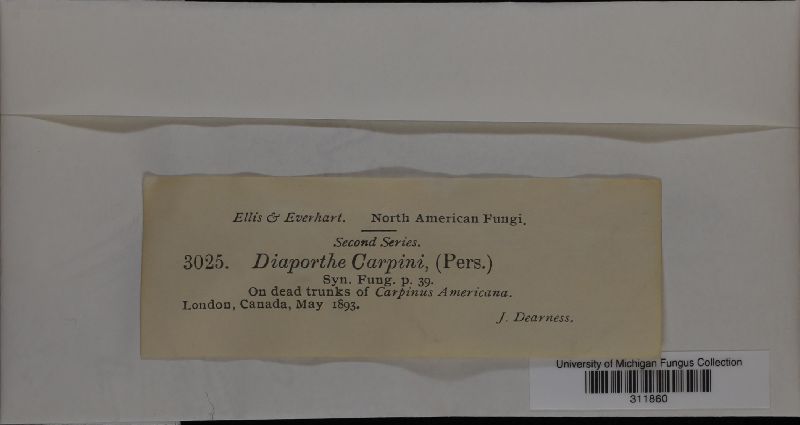 Ellis & Everhart. North American Fungi.
Second Series.
3025. Diaporthe Carpini, (Pers.)
Syn. Fung. p. 39.
On dead trunks of Carpinus Americana.
London, Canada, May 1893.
J. Dearness.
University of Michigan Fungus Collection
311860